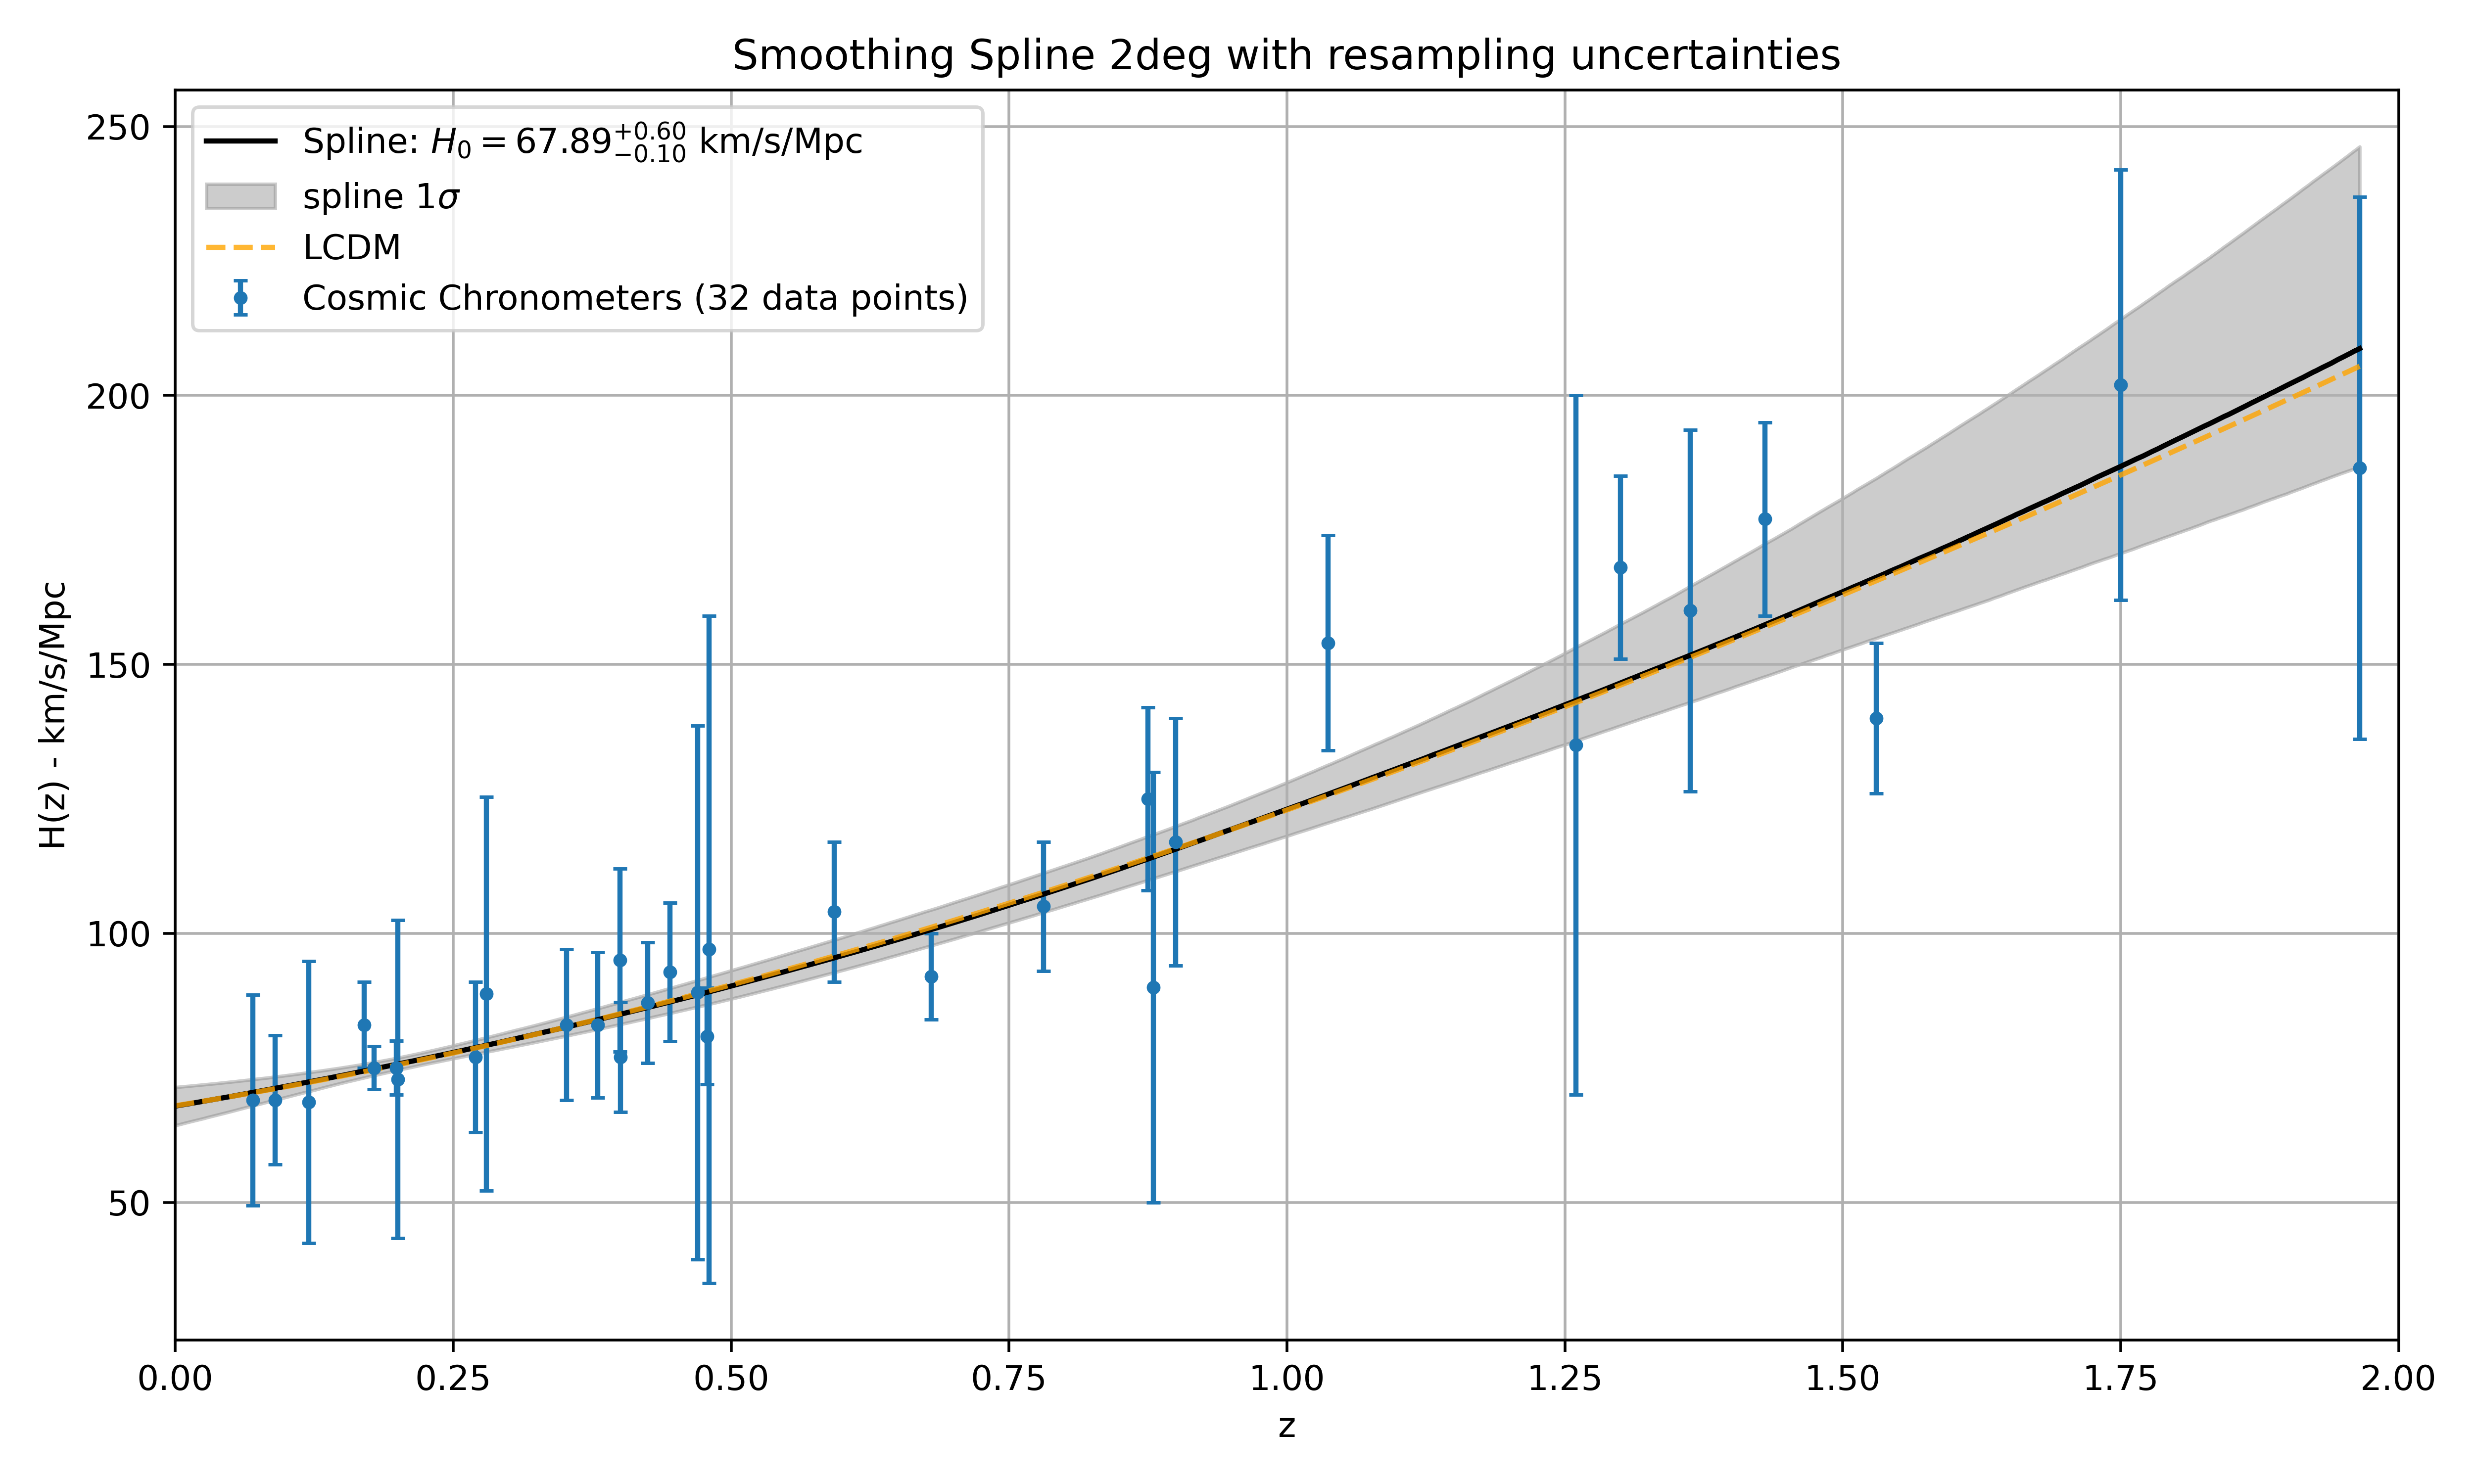 Smoothing Spline 2deg with resampling uncertainties
Spline: $H_0 = 67.89^{+0.60}_{-0.10}$ km/s/Mpc
spline 1σ
LCDM
Cosmic Chronometers (32 data points)
H(z) - km/s/Mpc
250
200
150
100
50
0.00 0.25 0.50 0.75 1.00 1.25 1.50 1.75 2.00
z